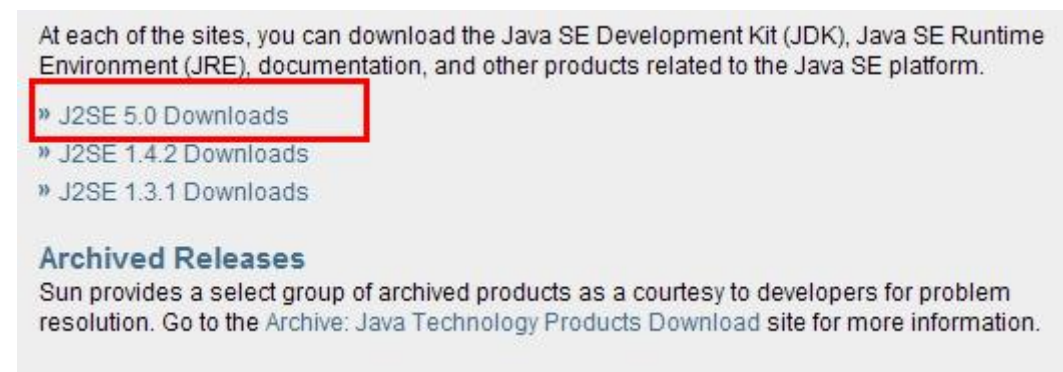 At each of the sites, you can download the Java SE Development Kit (JDK), Java SE Runtime
Environment (JRE), documentation, and other products related to the Java SE platform.
» J2SE 5.0 Downloads
» J2SE 1.4.2 Downloads
» J2SE 1.3.1 Downloads
Archived Releases
Sun provides a select group of archived products as a courtesy to developers for problem
resolution. Go to the Archive: Java Technology Products Download site for more information.